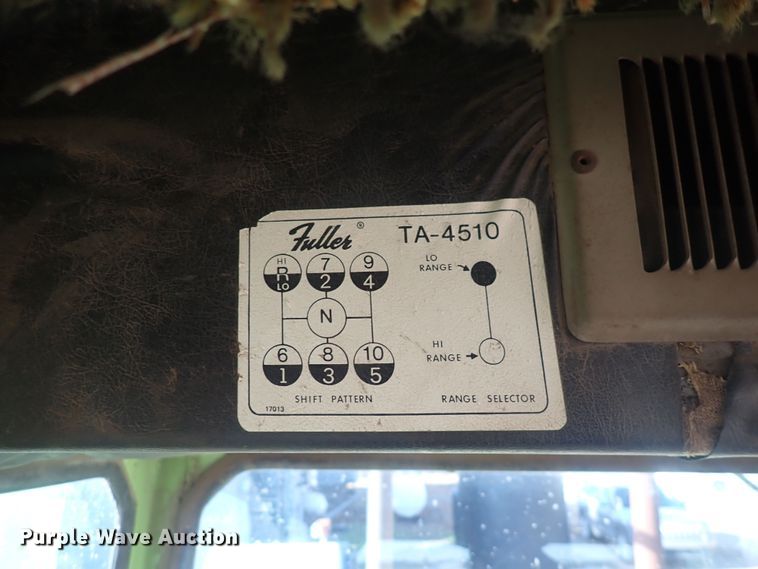 Fuller ® TA-4510
HI R LO
7 2
9 4
N
6 1
8 3
10 5
SHIFT PATTERN
17013
LO RANGE
HI RANGE
RANGE SELECTOR
Purple Wave Auction